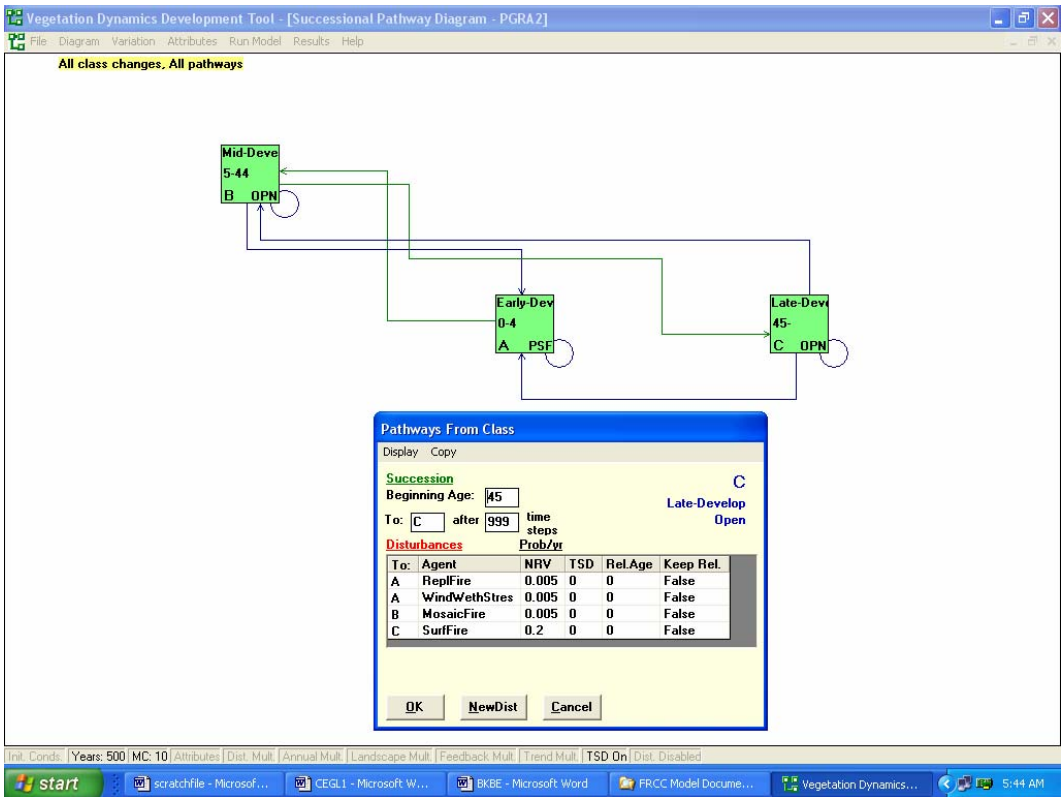 Vegetation Dynamics Development Tool - [Successional Pathway Diagram - PGRA2]
File Diagram Variation Attributes Run Model Results Help
All class changes, All pathways
Mid-Deve
5-44
B OPN
Early-Dev
0-4
A PSF
Late-Deve
45-
C OPN
Pathways From Class
Display Copy
Succession
C
Beginning Age: 45
Late-Develop
To: C after 999 time steps
Open
Disturbances Prob/yr
To: Agent NRV TSD Rel.Age Keep Rel.
A ReplFire 0.005 0 0 False
A WindWethStres 0.005 0 0 False
B MosaicFire 0.005 0 0 False
C SurfFire 0.2 0 0 False
OK NewDist Cancel
Init. Conds. Years: 500 MC: 10 Attributes Dist. Mult. Annual Mult. Landscape Mult. Feedback Mult. Trend Mult. TSD On Dist. Disabled
start scratchfile - Microsof... CEGL1 - Microsoft W... BKBE - Microsoft Word FRCC Model Docume... Vegetation Dynamics... 5:44 AM